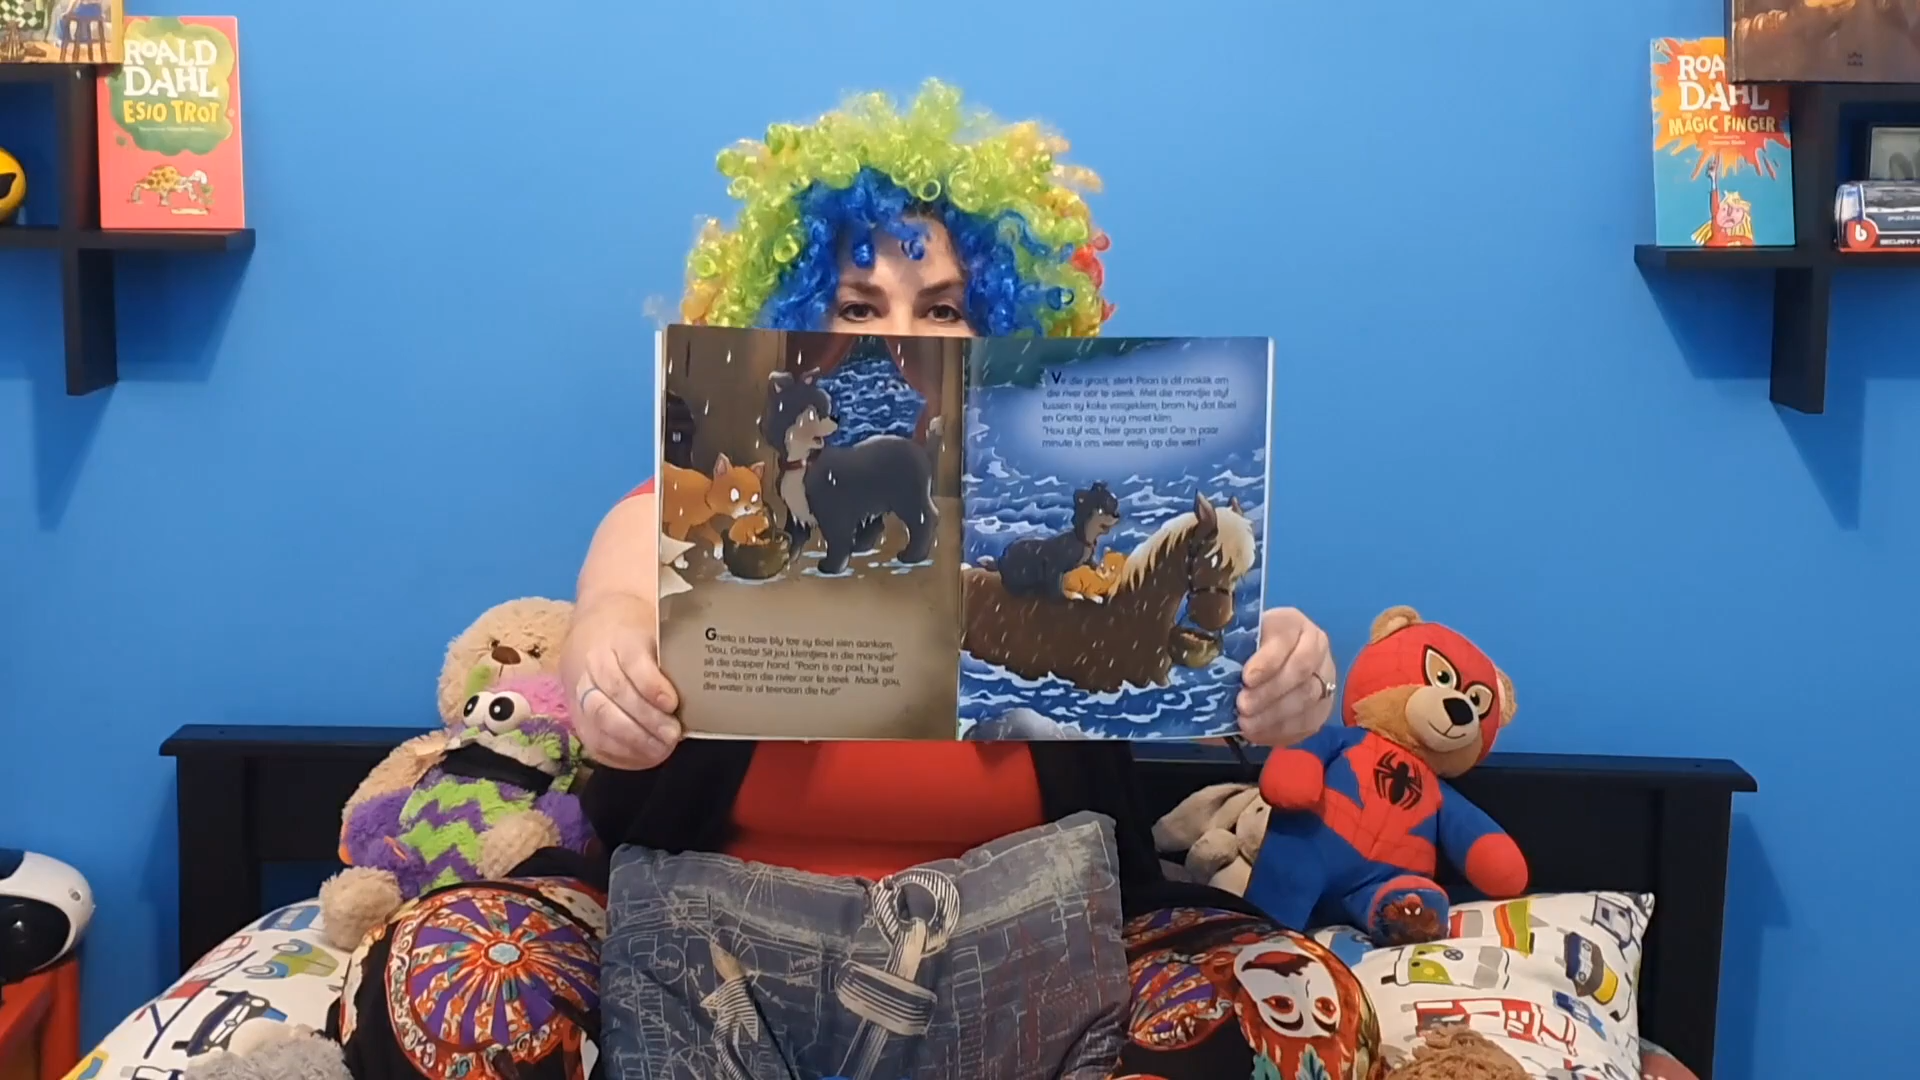 ROALD
DAHL
ESIO TROT
ROA
DAHL
MAGIC FINGER
Grieta is baie bly toe sy Boel sien aankom.
"Gou, Grieta! Sit jou kleintjies in die mandjie!"
sê die dapper hond. "Poon is op pad, hy sal
ons help om die rivier oor te steek. Maak gou,
die water is al teenaan die hut!"
Vir die groot, sterk Poon is dit maklik om
die rivier oor te steek. Met die mandjie styf
tussen sy kake vasgeklem, brom hy dat Boel
en Grieta op sy rug moet klim.
"Hou styf vas, hier gaan ons! Oor 'n paar
minute is ons weer veilig op die werf."